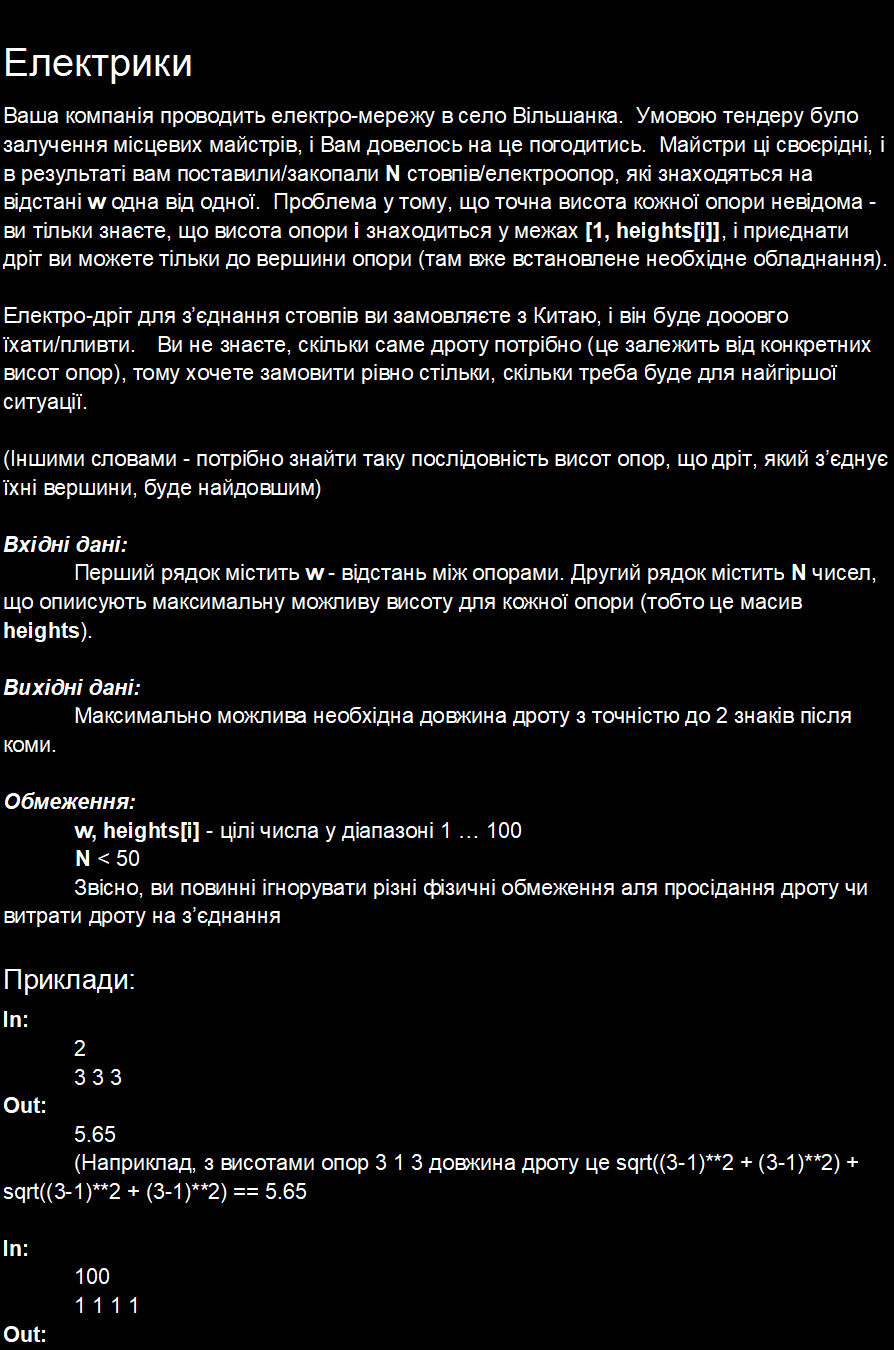 Електрики
Ваша компанія проводить електро-мережу в село Вільшанка. Умовою тендеру було
залучення місцевих майстрів, і Вам довелось на це погодитись. Майстри ці своєрідні, і
в результаті вам поставили/закопали N стовпів/електроопор, які знаходяться на
відстані w одна від одної. Проблема у тому, що точна висота кожної опори невідома -
ви тільки знаєте, що висота опори i знаходиться у межах [1, heights[i]], і приєднати
дріт ви можете тільки до вершини опори (там вже встановлене необхідне обладнання).
Електро-дріт для з’єднання стовпів ви замовляєте з Китаю, і він буде дооовго
їхати/пливти. Ви не знаєте, скільки саме дроту потрібно (це залежить від конкретних
висот опор), тому хочете замовити рівно стільки, скільки треба буде для найгіршої
ситуації.
(Іншими словами - потрібно знайти таку послідовність висот опор, що дріт, який з’єднує
їхні вершини, буде найдовшим)
Вхідні дані:
Перший рядок містить w - відстань між опорами. Другий рядок містить N чисел,
що опиисують максимальну можливу висоту для кожної опори (тобто це масив
heights).
Вихідні дані:
Максимально можлива необхідна довжина дроту з точністю до 2 знаків після
коми.
Обмеження:
w, heights[i] - цілі числа у діапазоні 1 … 100
N < 50
Звісно, ви повинні ігнорувати різні фізичні обмеження аля просідання дроту чи
витрати дроту на з’єднання
Приклади:
In:
2
3 3 3
Out:
5.65
(Наприклад, з висотами опор 3 1 3 довжина дроту це sqrt((3-1)**2 + (3-1)**2) +
sqrt((3-1)**2 + (3-1)**2) == 5.65
In:
100
1 1 1 1
Out: